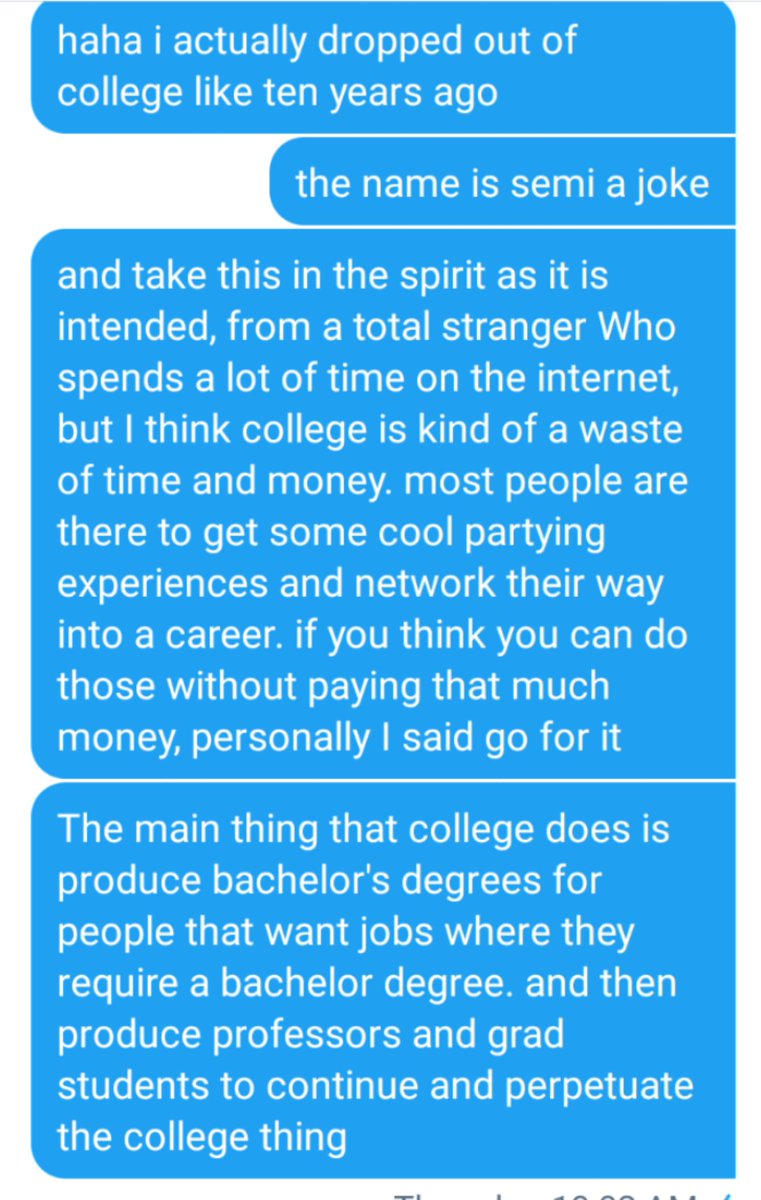 haha i actually dropped out of
college like ten years ago
the name is semi a joke
and take this in the spirit as it is
intended, from a total stranger Who
spends a lot of time on the internet,
but I think college is kind of a waste
of time and money. most people are
there to get some cool partying
experiences and network their way
into a career. if you think you can do
those without paying that much
money, personally I said go for it
The main thing that college does is
produce bachelor's degrees for
people that want jobs where they
require a bachelor degree. and then
produce professors and grad
students to continue and perpetuate
the college thing